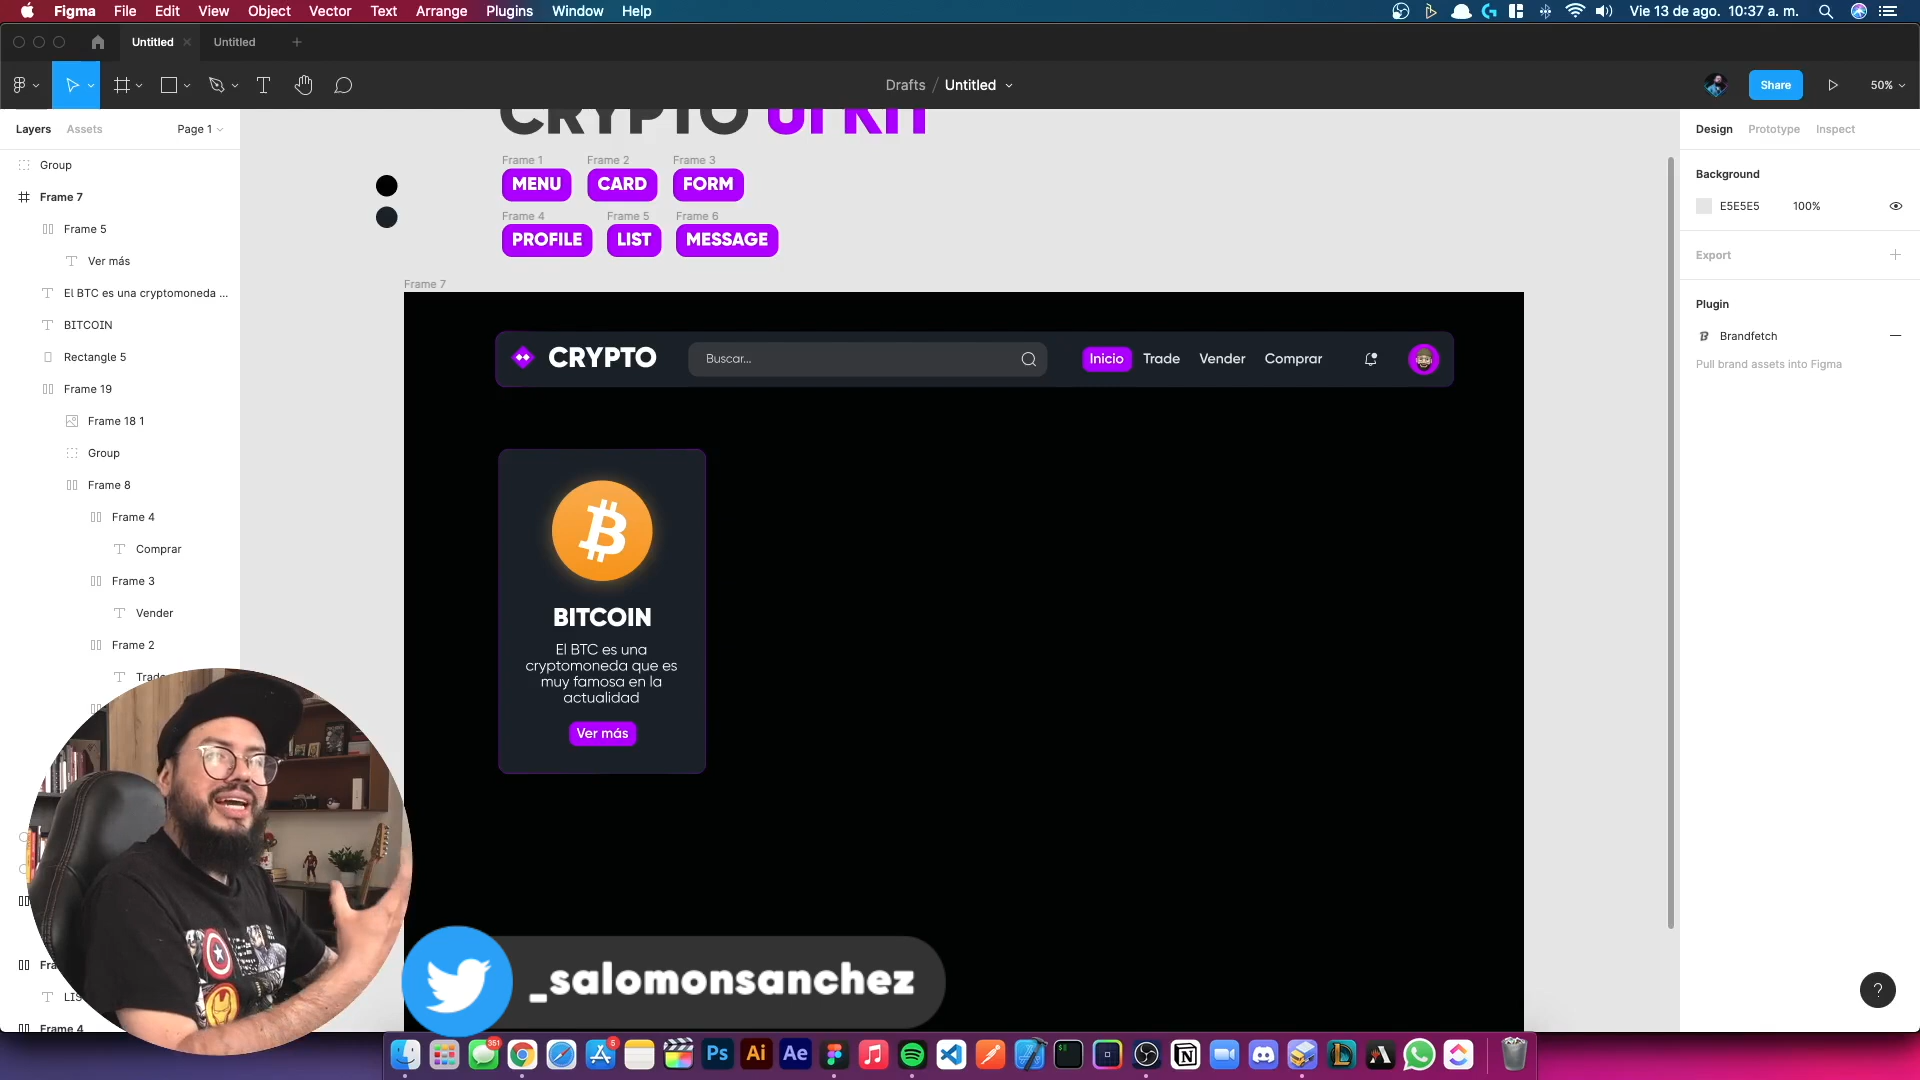 Figma File Edit View Object Vector Text Arrange Plugins Window Help
Vie 13 de ago. 10:37 a. m.
Untitled
Untitled
Drafts / Untitled
Share
50%
Layers Assets Page 1
Group
Frame 7
Frame 5
Ver más
El BTC es una cryptomoneda ...
BITCOIN
Rectangle 5
Frame 19
Frame 18 1
Group
Frame 8
Frame 4
Comprar
Frame 3
Vender
Frame 2
CRYPTO UI KIT
Frame 1 Frame 2 Frame 3
MENU CARD FORM
Frame 4 Frame 5 Frame 6
PROFILE LIST MESSAGE
Frame 7
CRYPTO
Buscar...
Inicio Trade Vender Comprar
BITCOIN
El BTC es una
cryptomoneda que es
muy famosa en la
actualidad
Ver más
_salomonsanchez
Design Prototype Inspect
Background
E5E5E5 100%
Export
Plugin
Brandfetch
Pull brand assets into Figma
?
Frame 4
351
5
Ps Ai Ae